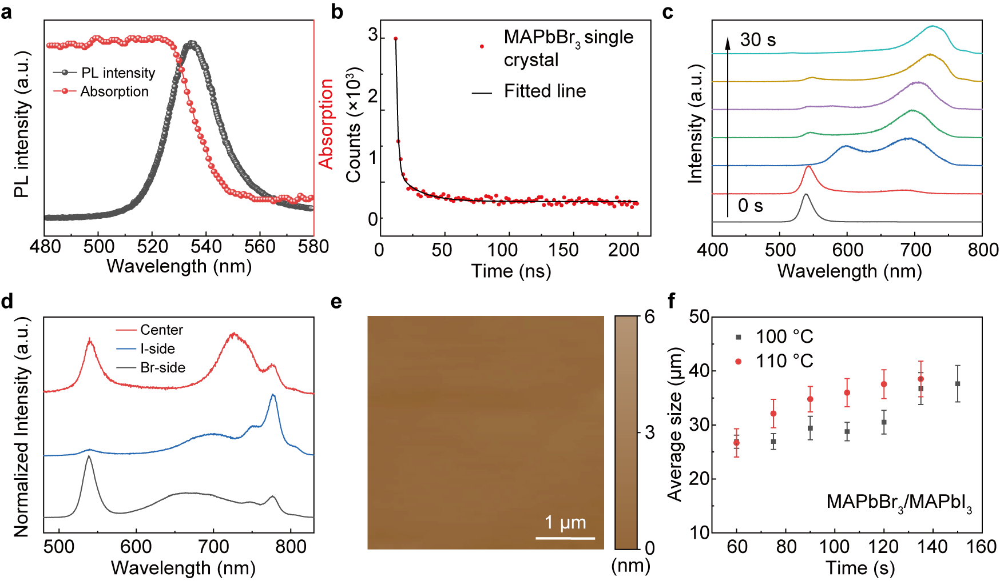 a
PL intensity (a.u.)
PL intensity
Absorption
Absorption
480 500 520 540 560 580
Wavelength (nm)
b
Counts (×10³)
3
2
1
0
MAPbBr₃ single
crystal
Fitted line
0 50 100 150 200
Time (ns)
c
Intensity (a.u.)
30 s
0 s
400 500 600 700 800
Wavelength (nm)
d
Normalized Intensity (a.u.)
Center
I-side
Br-side
500 600 700 800
Wavelength (nm)
e
1 μm
6
3
0
(nm)
f
Average size (μm)
50
40
30
20
10
100 °C
110 °C
MAPbBr₃/MAPbI₃
60 80 100 120 140 160
Time (s)